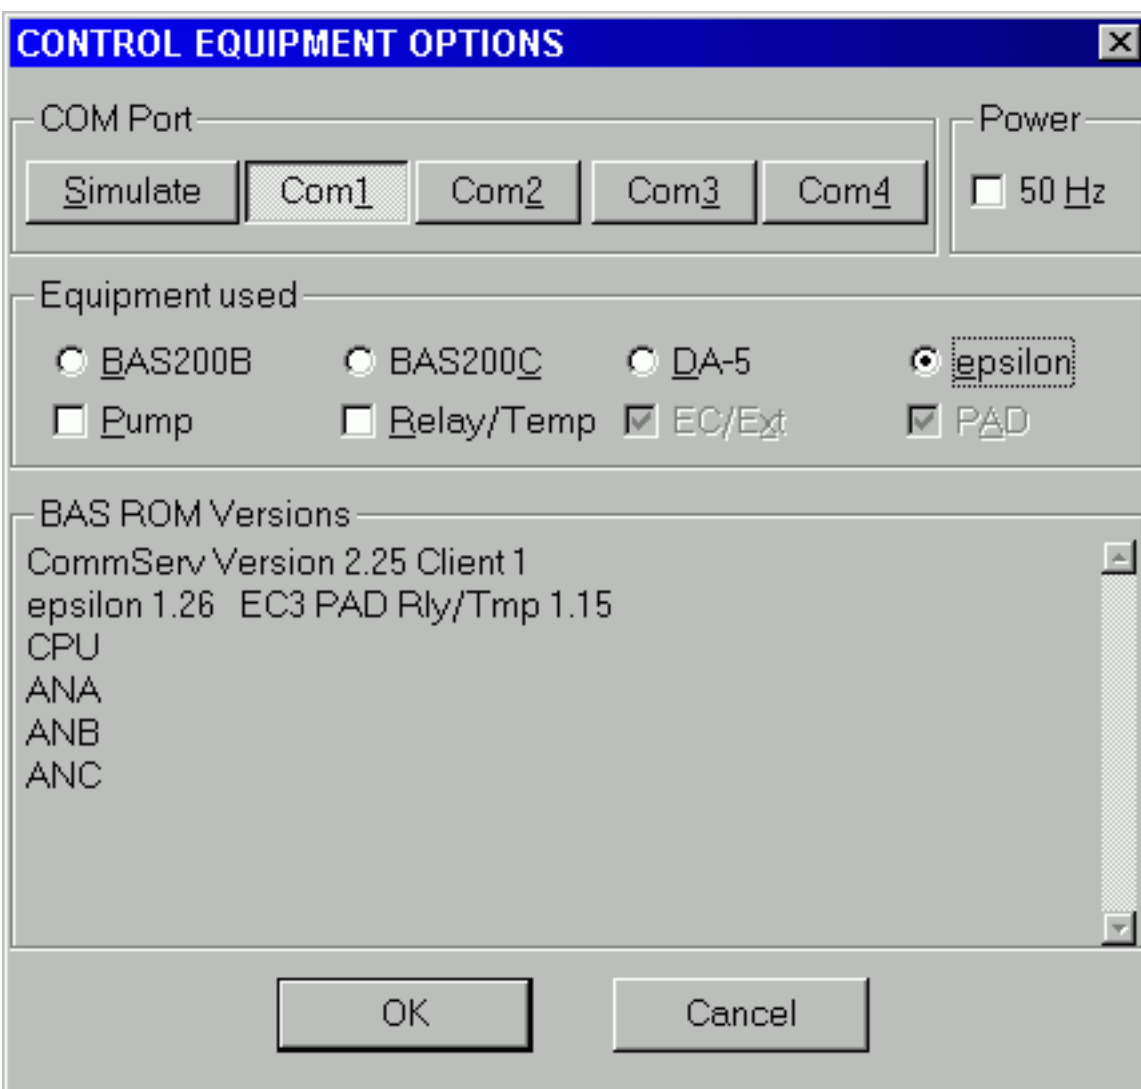 CONTROL EQUIPMENT OPTIONS
COM Port
Power
Simulate Com1 Com2 Com3 Com4
50 Hz
Equipment used
BAS200B BAS200C DA-5 epsilon
Pump Relay/Temp EC/Ext PAD
BAS ROM Versions
CommServ Version 2.25 Client 1
epsilon 1.26 EC3 PAD Rly/Tmp 1.15
CPU
ANA
ANB
ANC
OK Cancel